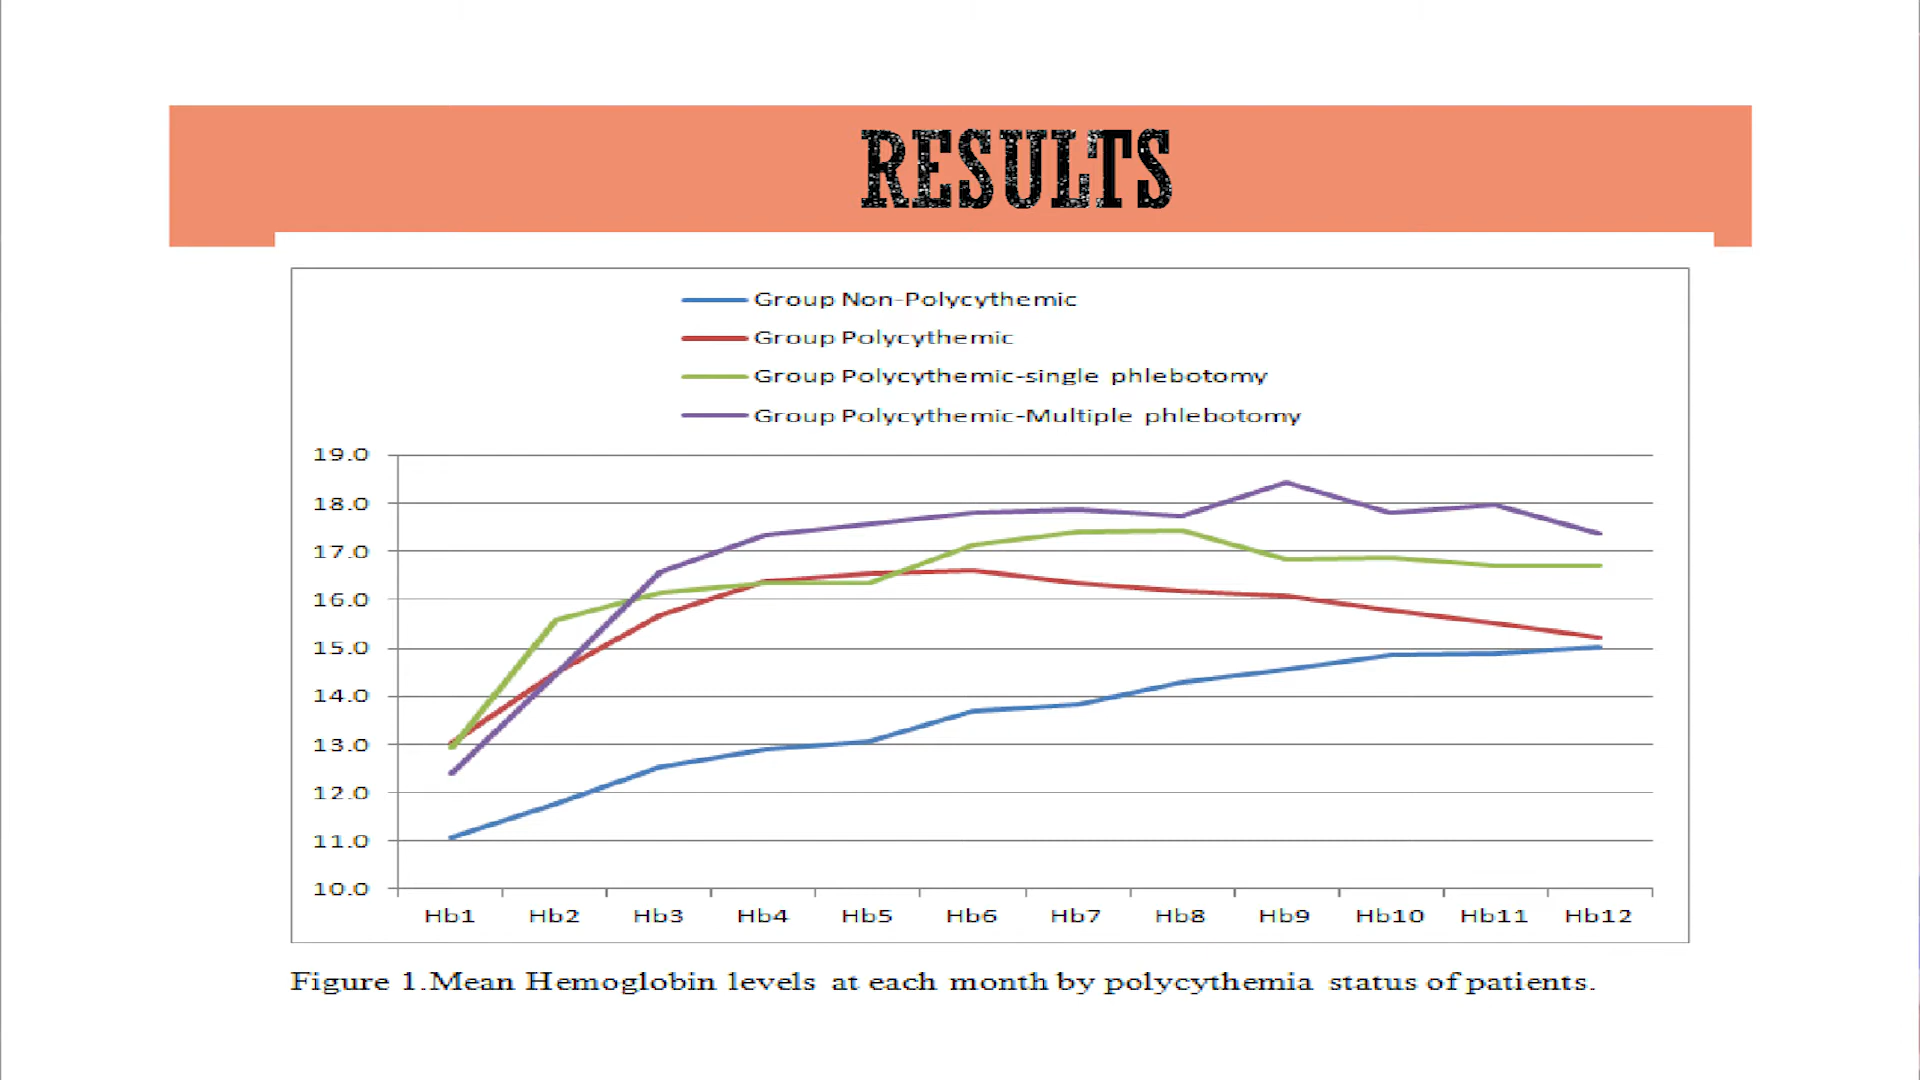 RESULTS
Group Non-Polycythemic
Group Polycythemic
Group Polycythemic-single phlebotomy
Group Polycythemic-Multiple phlebotomy
19.0
18.0
17.0
16.0
15.0
14.0
13.0
12.0
11.0
10.0
Hb1 Hb2 Hb3 Hb4 Hb5 Hb6 Hb7 Hb8 Hb9 Hb10 Hb11 Hb12
Figure 1.Mean Hemoglobin levels at each month by polycythemia status of patients.